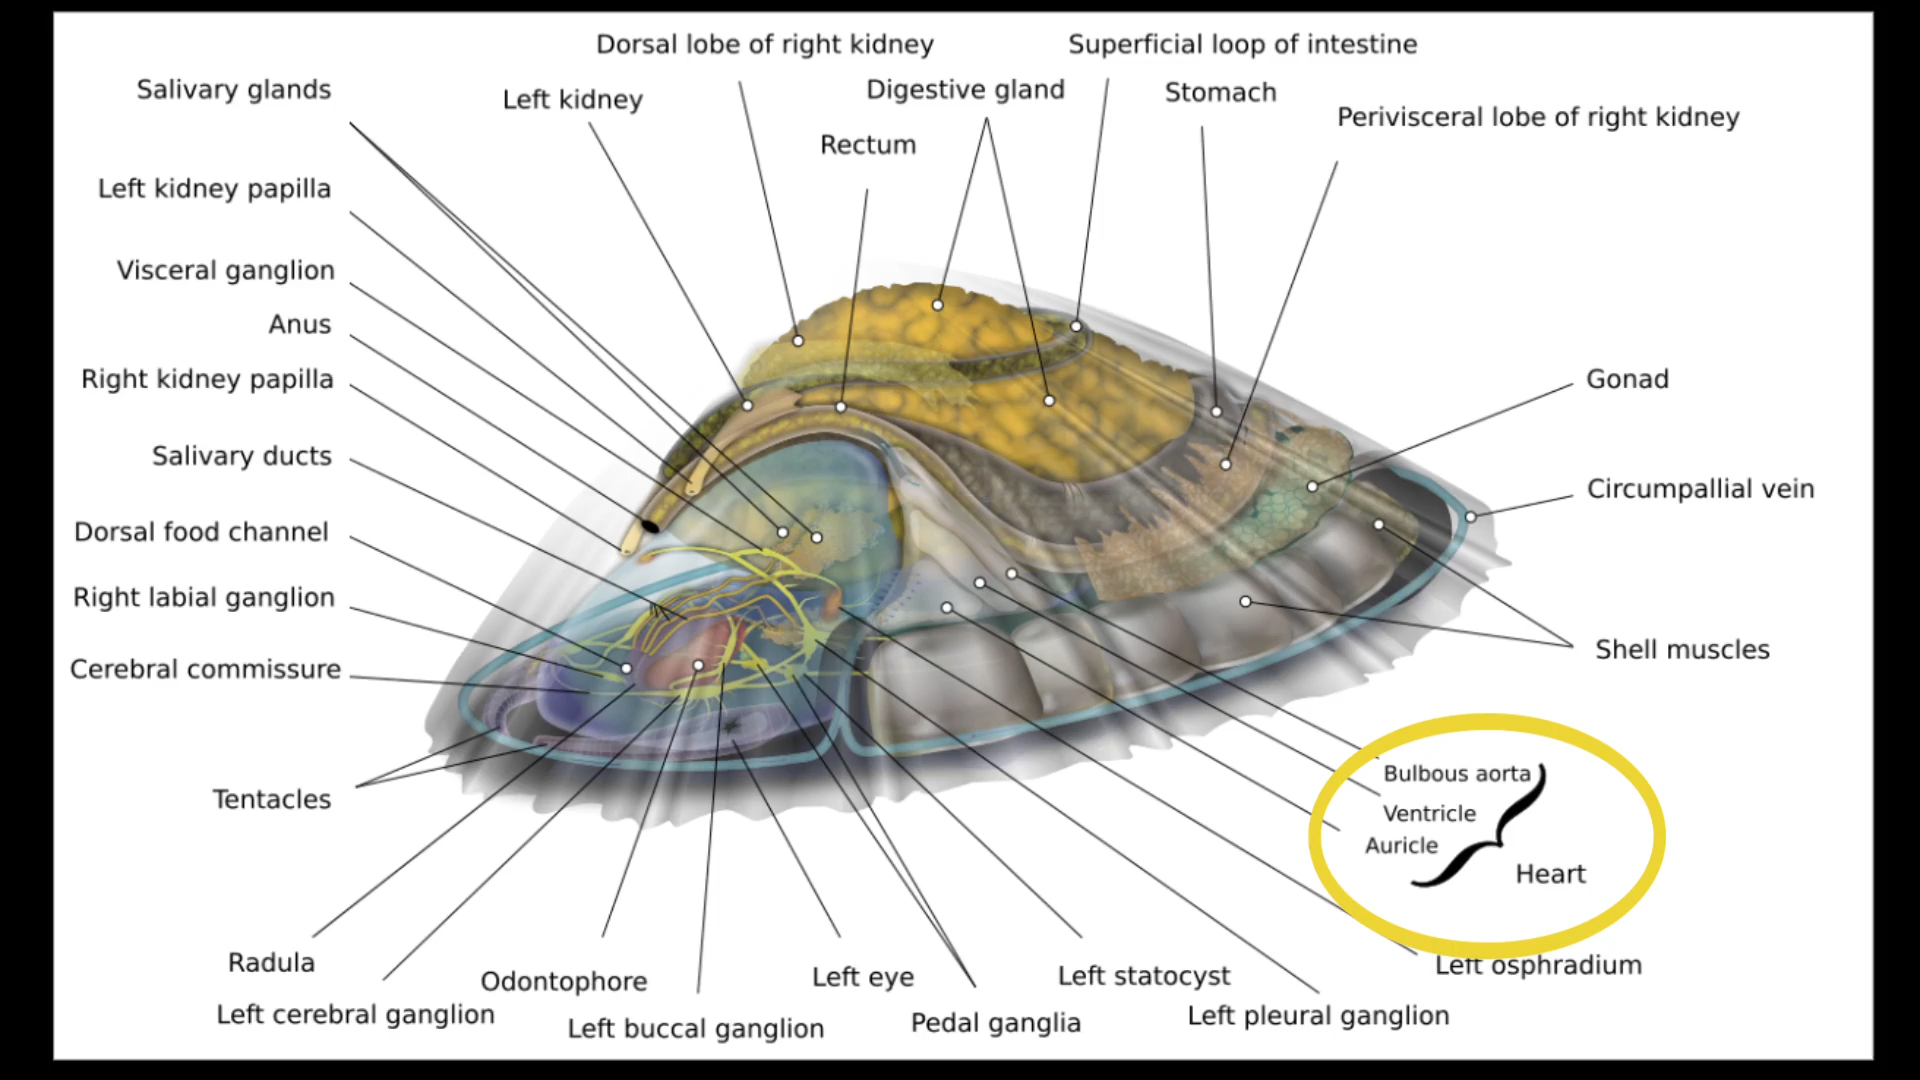 Dorsal lobe of right kidney
Superficial loop of intestine
Salivary glands
Left kidney
Digestive gland
Stomach
Perivisceral lobe of right kidney
Rectum
Left kidney papilla
Visceral ganglion
Anus
Right kidney papilla
Gonad
Salivary ducts
Circumpallial vein
Dorsal food channel
Right labial ganglion
Shell muscles
Cerebral commissure
Tentacles
Bulbous aorta
Ventricle
Auricle
Heart
Radula
Odontophore
Left eye
Left statocyst
Left osphradium
Left cerebral ganglion
Left buccal ganglion
Pedal ganglia
Left pleural ganglion